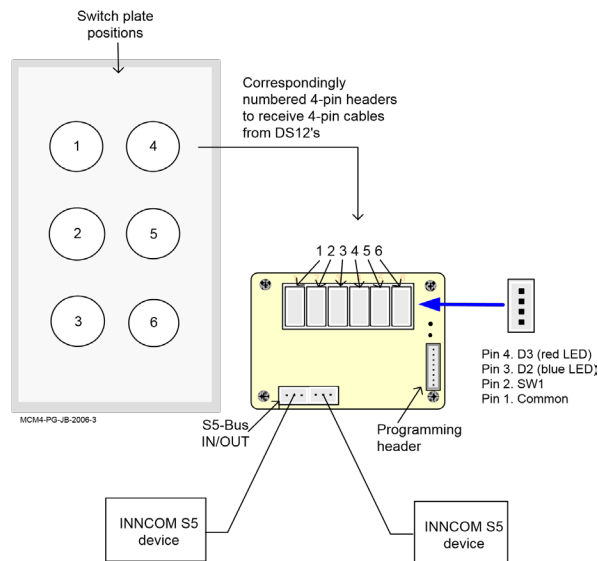 Switch plate
positions
Correspondingly
numbered 4-pin headers
to receive 4-pin cables
from DS12's
1
4
2
5
3
6
1 2 3 4 5 6
Pin 4. D3 (red LED)
Pin 3. D2 (blue LED)
Pin 2. SW1
Pin 1. Common
MCM4-PG-JB-2006-3
S5-Bus
IN/OUT
Programming
header
INNCOM S5
device
INNCOM S5
device